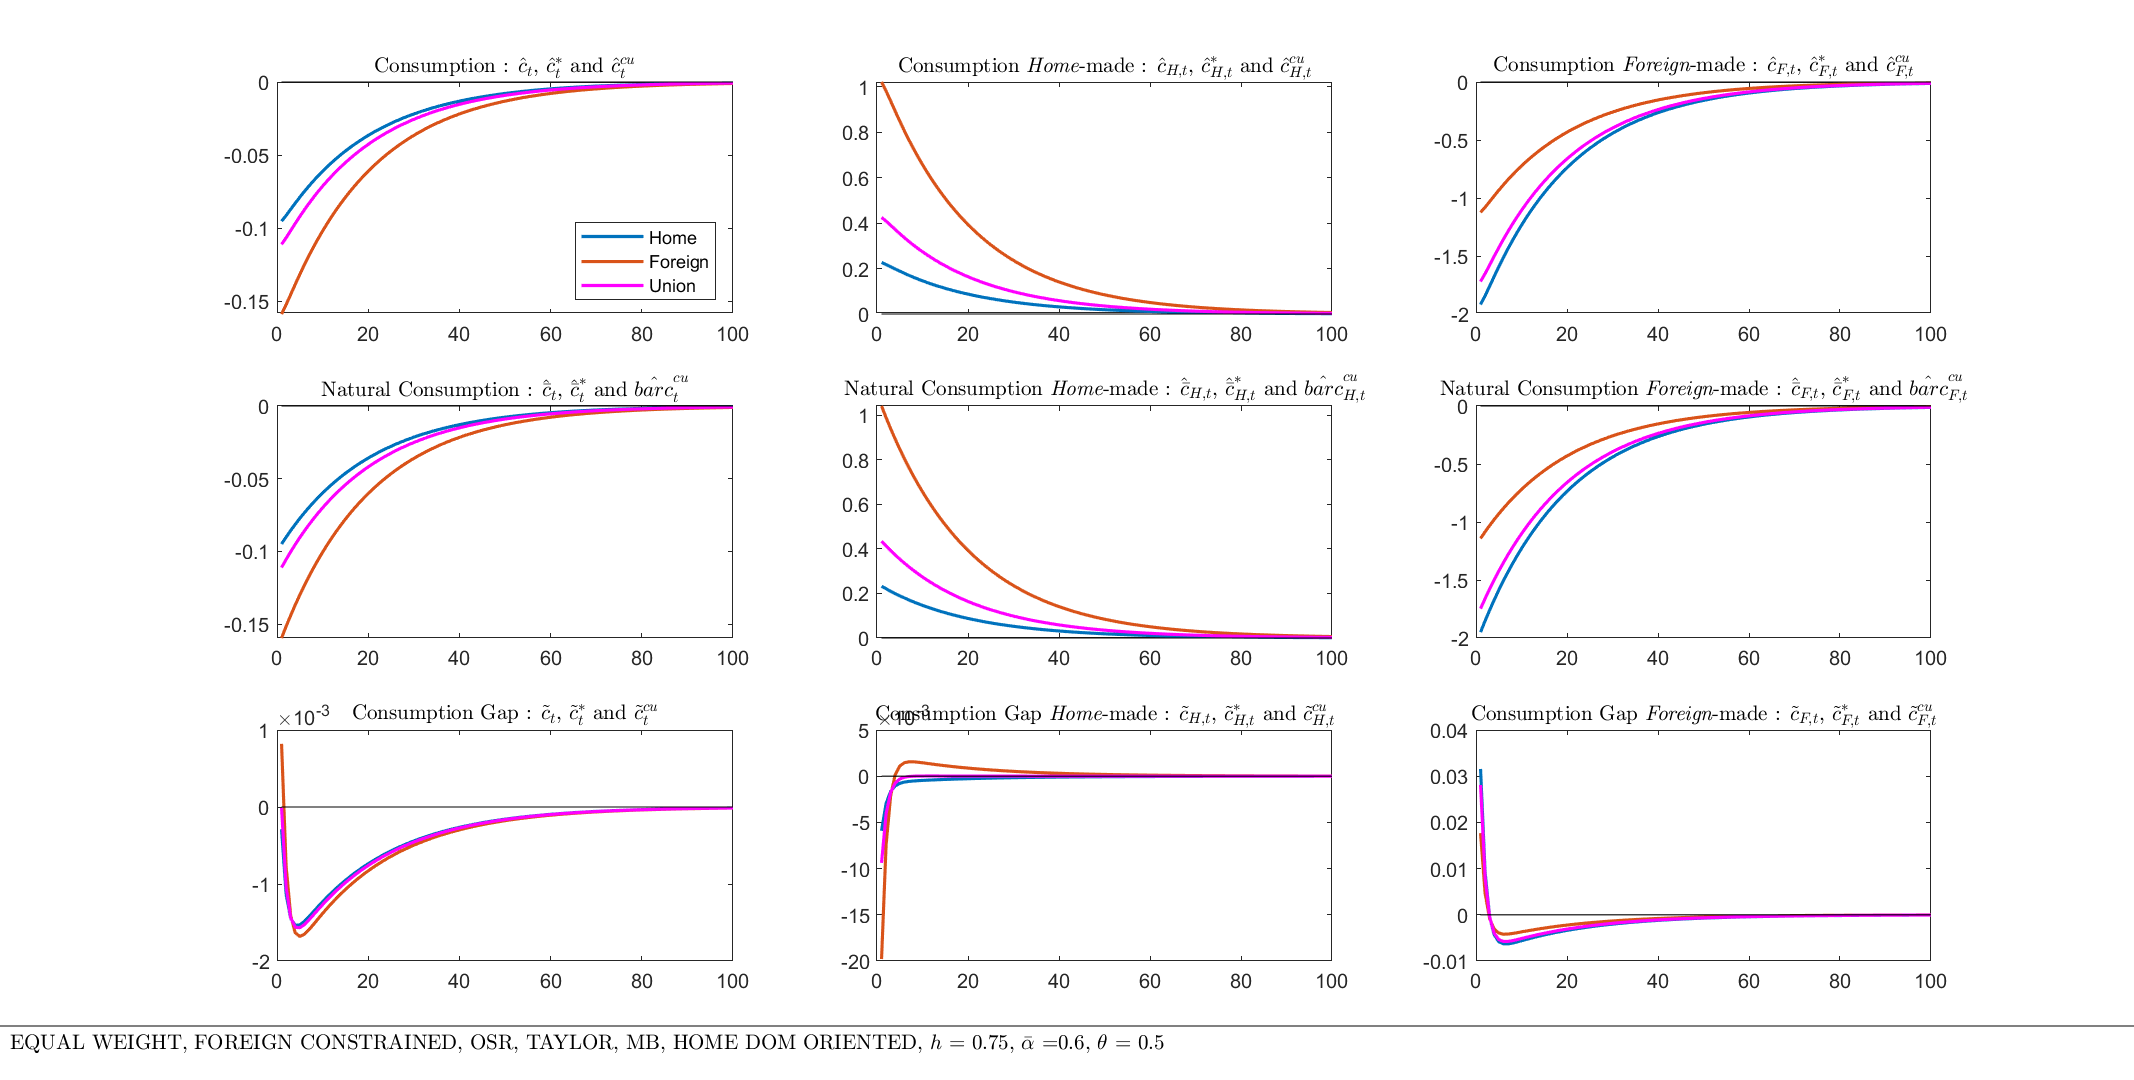 Consumption : ĉ_t, ĉ*_t and ĉ^cu_t
0
-0.05
-0.1
-0.15
0 20 40 60 80 100
Home
Foreign
Union
Consumption Home-made : ĉ_H,t, ĉ*_H,t and ĉ^cu_H,t
1
0.8
0.6
0.4
0.2
0
0 20 40 60 80 100
Consumption Foreign-made : ĉ_F,t, ĉ*_F,t and ĉ^cu_F,t
0
-0.5
-1
-1.5
-2
0 20 40 60 80 100
Natural Consumption : c̄̂_t, c̄̂*_t and bar̂c^cu_t
0
-0.05
-0.1
-0.15
0 20 40 60 80 100
Natural Consumption Home-made : c̄̂_H,t, c̄̂*_H,t and bar̂c^cu_H,t
1
0.8
0.6
0.4
0.2
0
0 20 40 60 80 100
Natural Consumption Foreign-made : c̄̂_F,t, c̄̂*_F,t and bar̂c^cu_F,t
0
-0.5
-1
-1.5
-2
0 20 40 60 80 100
Consumption Gap : c̃_t, c̃*_t and c̃^cu_t
×10^-3
1
0
-1
-2
0 20 40 60 80 100
Consumption Gap Home-made : c̃_H,t, c̃*_H,t and c̃^cu_H,t
×10^-3
5
0
-5
-10
-15
-20
0 20 40 60 80 100
Consumption Gap Foreign-made : c̃_F,t, c̃*_F,t and c̃^cu_F,t
0.04
0.03
0.02
0.01
0
-0.01
0 20 40 60 80 100
EQUAL WEIGHT, FOREIGN CONSTRAINED, OSR, TAYLOR, MB, HOME DOM ORIENTED, h = 0.75, ᾱ =0.6, θ = 0.5